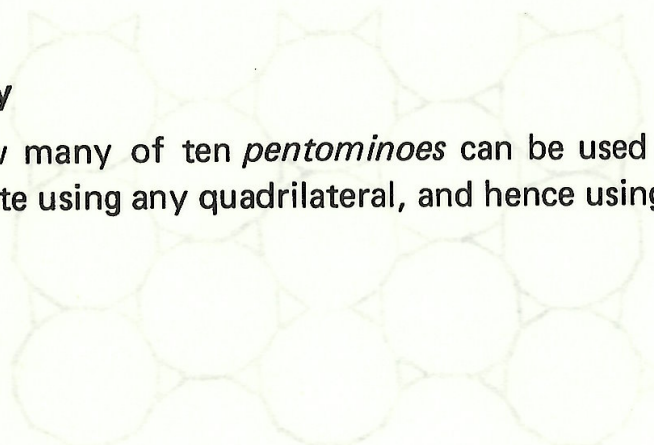 y
many of ten pentominoes can be used
te using any quadrilateral, and hence using